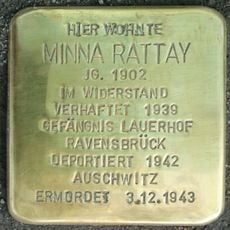 HIER WOHNTE
MINNA RATTAY
JG. 1902
IM WIDERSTAND
VERHAFTET 1939
GEFÄNGNIS LAUERHOF
RAVENSBRÜCK
DEPORTIERT 1942
AUSCHWITZ
ERMORDET 3.12.1943